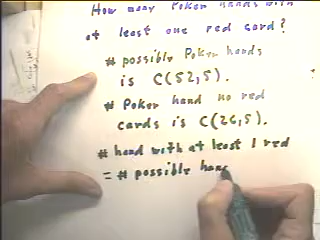 How many Poker hands with
at least one red card?
# possible Poker hands
is C(52,5).
# Poker hand no red
cards is C(26,5).
# hand with at least 1 red
= # possible hand